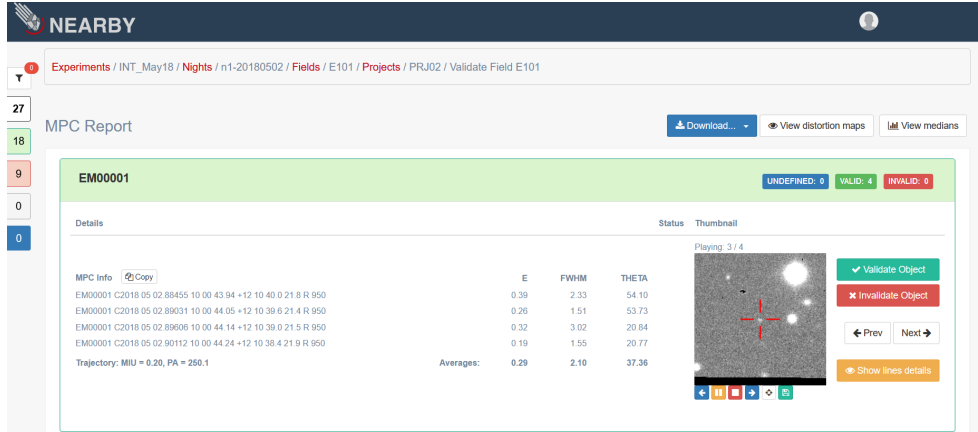 NEARBY
0
Experiments / INT_May18 / Nights / n1-20180502 / Fields / E101 / Projects / PRJ02 / Validate Field E101
27
18
9
0
0
MPC Report
Download...
View distortion maps
View medians
EM00001
UNDEFINED: 0 VALID: 4 INVALID: 0
Details Status Thumbnail
Playing: 3 / 4
MPC Info Copy E FWHM THETA
EM00001 C2018 05 02.88455 10 00 43.94 +12 10 40.0 21.8 R 950 0.39 2.33 54.10
EM00001 C2018 05 02.89031 10 00 44.05 +12 10 39.6 21.4 R 950 0.26 1.51 53.73
EM00001 C2018 05 02.89606 10 00 44.14 +12 10 39.0 21.5 R 950 0.32 3.02 20.84
EM00001 C2018 05 02.90112 10 00 44.24 +12 10 38.4 21.9 R 950 0.19 1.55 20.77
Trajectory: MIU = 0.20, PA = 250.1 Averages: 0.29 2.10 37.36
Validate Object
Invalidate Object
Prev Next
Show lines details